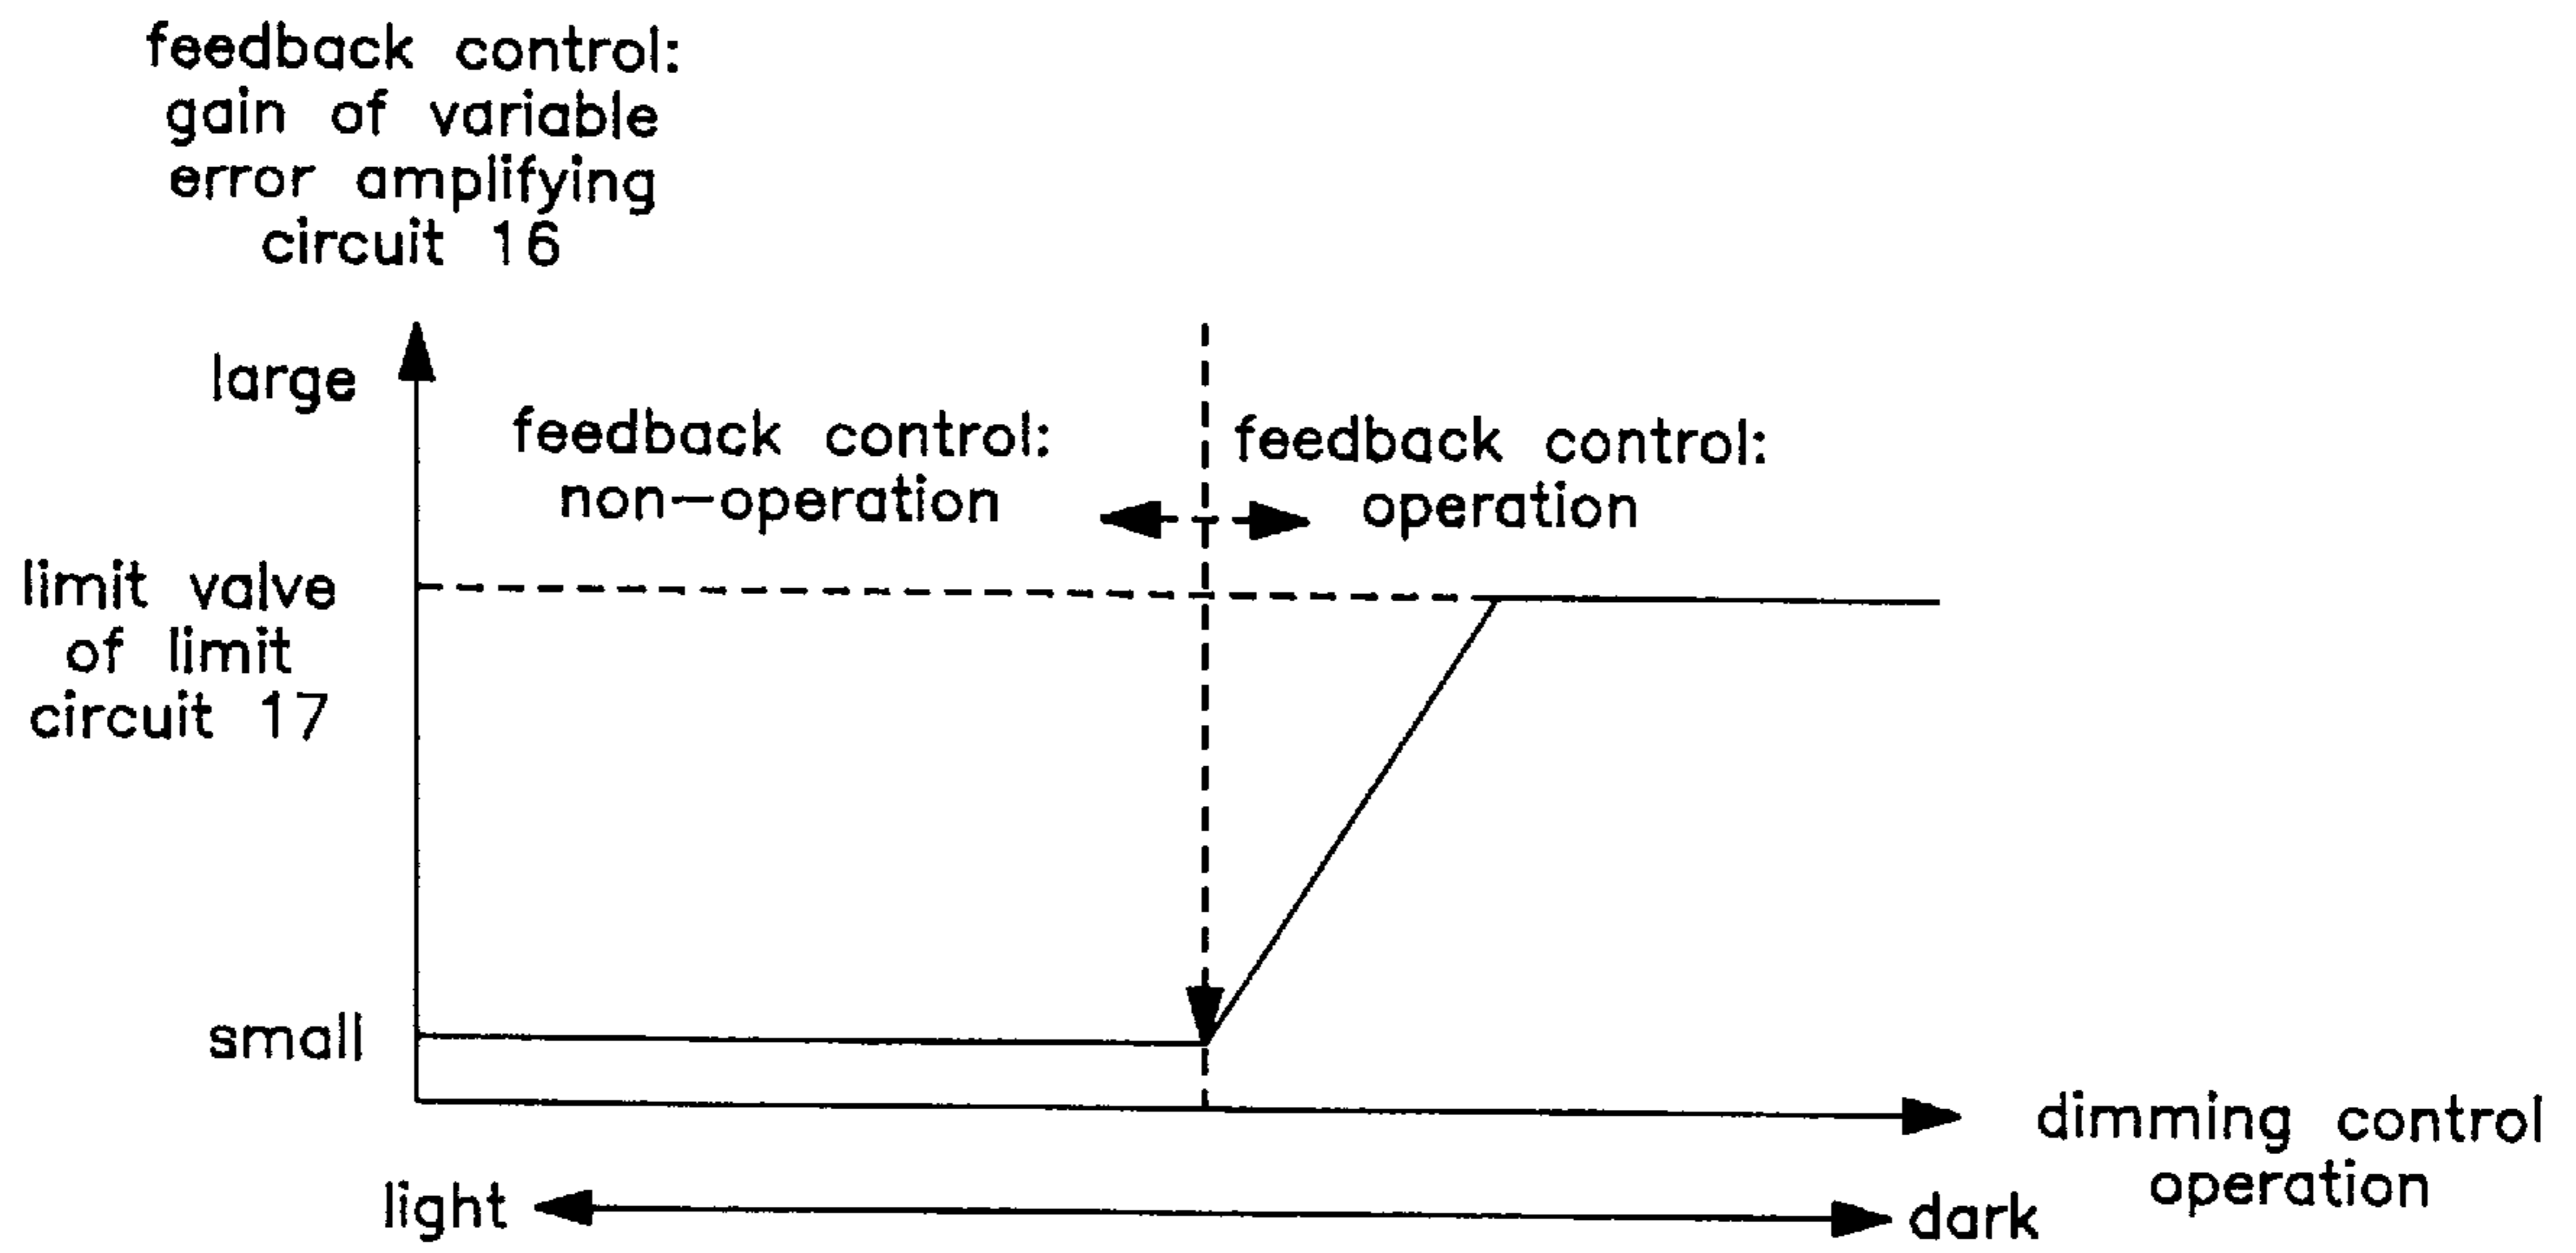 feedback control:
gain of variable
error amplifying
circuit 16
large
feedback control:
non-operation
feedback control:
operation
limit valve
of limit
circuit 17
small
dimming control
operation
light
dark